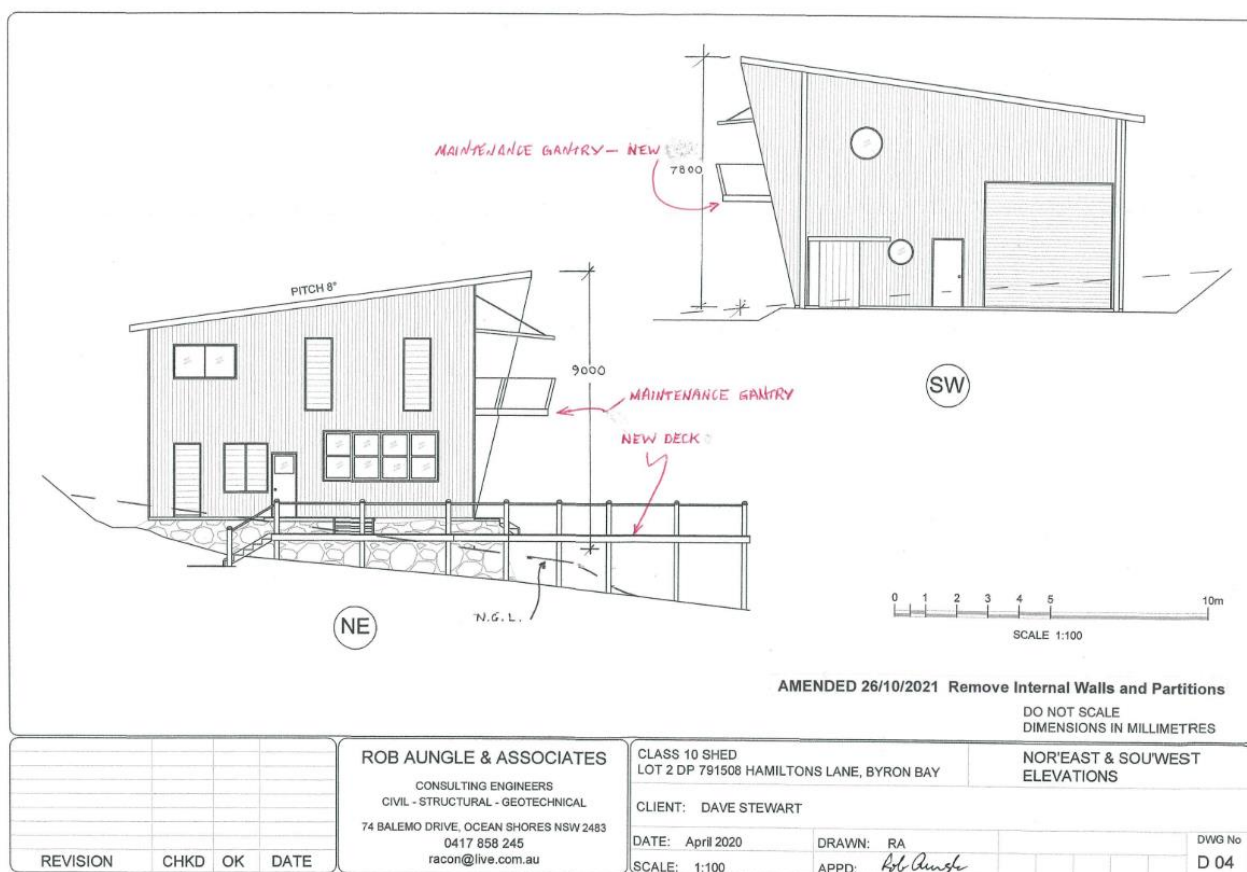 MAINTENANCE GANTRY - NEW
7800
PITCH 8°
9000
SW
MAINTENANCE GANTRY
NEW DECK
N.G.L.
NE
0 1 2 3 4 5 10m
SCALE 1:100
AMENDED 26/10/2021 Remove Internal Walls and Partitions
DO NOT SCALE
DIMENSIONS IN MILLIMETRES
REVISION CHKD OK DATE
ROB AUNGLE & ASSOCIATES
CONSULTING ENGINEERS
CIVIL - STRUCTURAL - GEOTECHNICAL
74 BALEMO DRIVE, OCEAN SHORES NSW 2483
0417 858 245
racon@live.com.au
CLASS 10 SHED
LOT 2 DP 791508 HAMILTONS LANE, BYRON BAY
NOR'EAST & SOU'WEST
ELEVATIONS
CLIENT: DAVE STEWART
DATE: April 2020
DRAWN: RA
SCALE: 1:100
APPD: Rob Aungle
DWG No
D 04